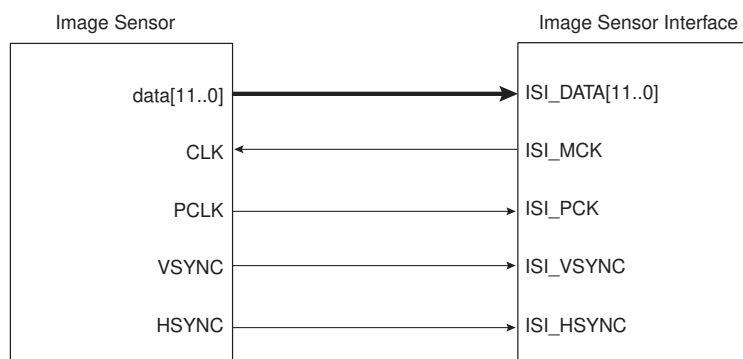 Image Sensor
Image Sensor Interface
data[11..0]
ISI_DATA[11..0]
CLK
ISI_MCK
PCLK
ISI_PCK
VSYNC
ISI_VSYNC
HSYNC
ISI_HSYNC